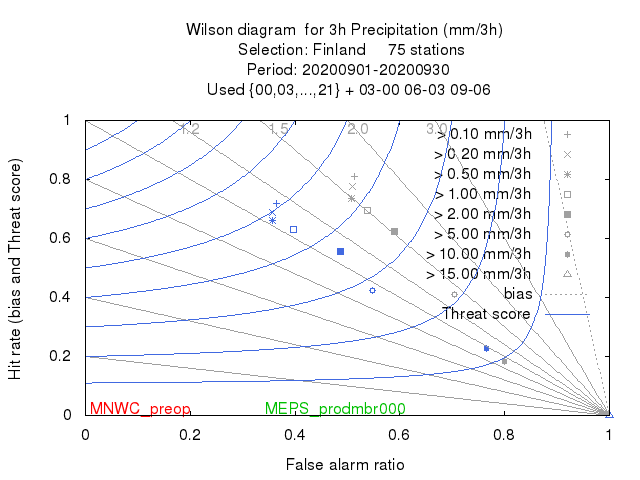 Wilson diagram for 3h Precipitation (mm/3h)
Selection: Finland 75 stations
Period: 20200901-20200930
Used {00,03,...,21} + 03-00 06-03 09-06
1.2 1.5 2.0 3.0
> 0.10 mm/3h
> 0.20 mm/3h
> 0.50 mm/3h
> 1.00 mm/3h
> 2.00 mm/3h
> 5.00 mm/3h
> 10.00 mm/3h
> 15.00 mm/3h
bias
Threat score
Hit rate (bias and Threat score)
1
0.8
0.6
0.4
0.2
0
MNWC_preop MEPS_prodmbr000
0 0.2 0.4 0.6 0.8 1
False alarm ratio